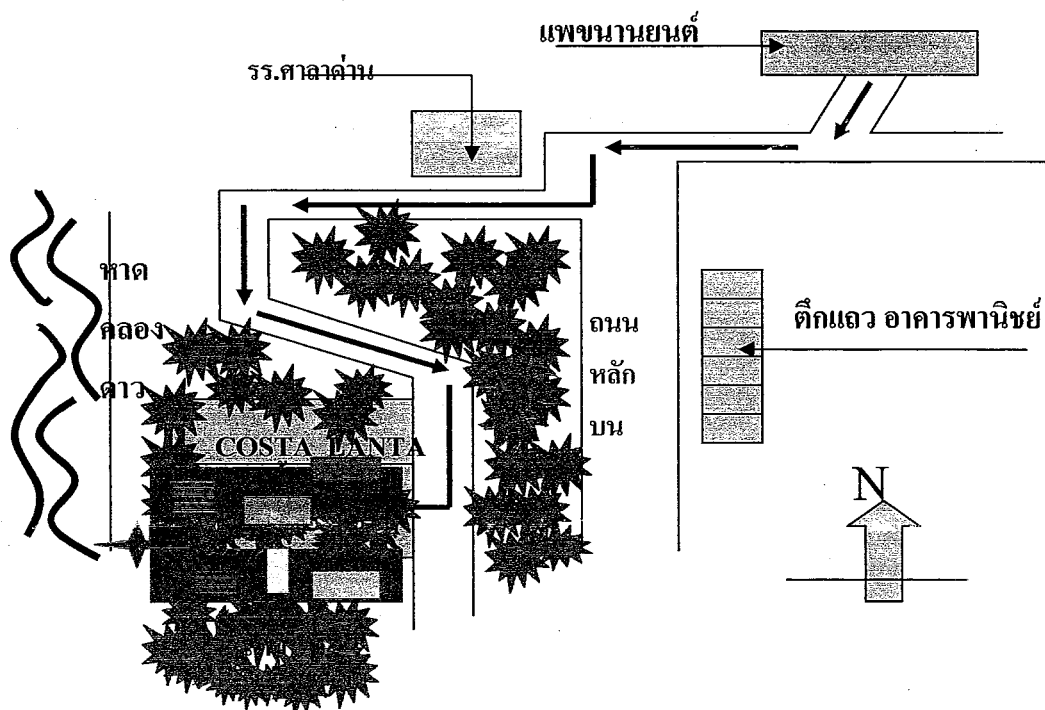 แพขนานยนต์
รร.ศาลาด่าน
หาด
คลอง
ดาว
ถนน
หลัก
บน
ตึกแถว อาคารพานิชย์
COSTA LANTA
N